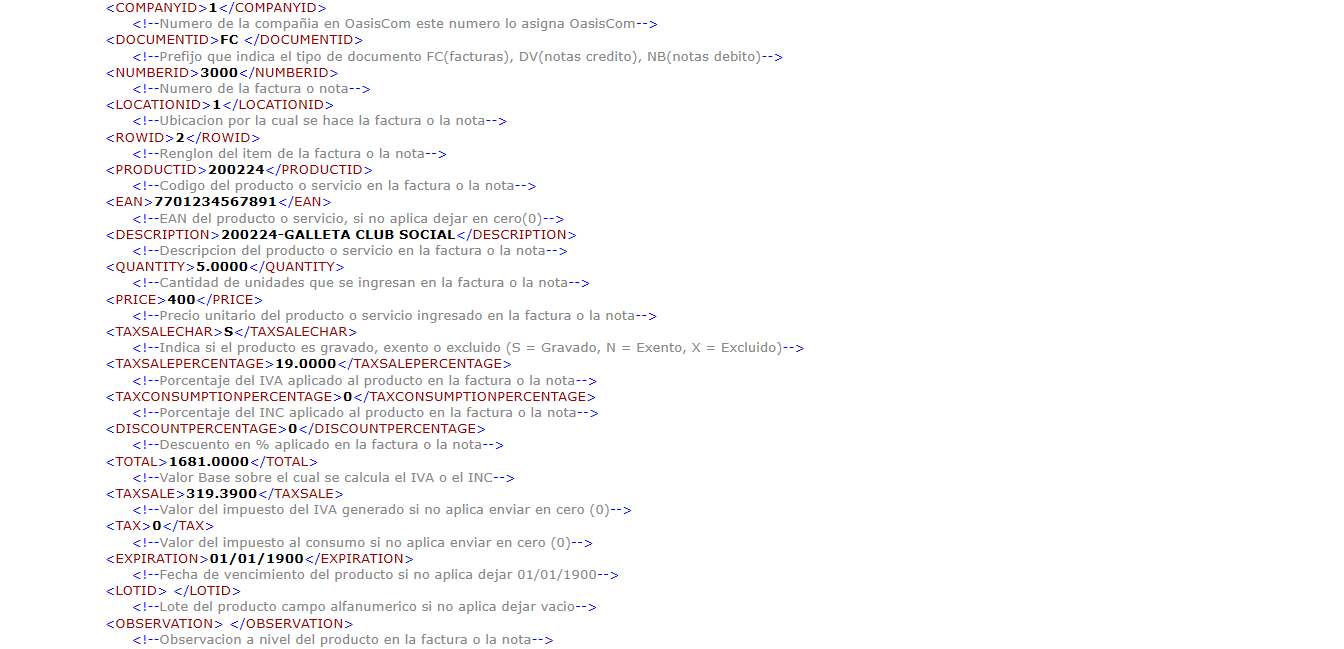 <COMPANYID>1</COMPANYID>
<!--Numero de la compañia en OasisCom este numero lo asigna OasisCom-->
<DOCUMENTID>FC </DOCUMENTID>
<!--Prefijo que indica el tipo de documento FC(facturas), DV(notas credito), NB(notas debito)-->
<NUMBERID>3000</NUMBERID>
<!--Numero de la factura o nota-->
<LOCATIONID>1</LOCATIONID>
<!--Ubicacion por la cual se hace la factura o la nota-->
<ROWID>2</ROWID>
<!--Renglon del item de la factura o la nota-->
<PRODUCTID>200224</PRODUCTID>
<!--Codigo del producto o servicio en la factura o la nota-->
<EAN>7701234567891</EAN>
<!--EAN del producto o servicio, si no aplica dejar en cero(0)-->
<DESCRIPTION>200224-GALLETA CLUB SOCIAL</DESCRIPTION>
<!--Descripcion del producto o servicio en la factura o la nota-->
<QUANTITY>5.0000</QUANTITY>
<!--Cantidad de unidades que se ingresan en la factura o la nota-->
<PRICE>400</PRICE>
<!--Precio unitario del producto o servicio ingresado en la factura o la nota-->
<TAXSALECHAR>S</TAXSALECHAR>
<!--Indica si el producto es gravado, exento o excluido (S = Gravado, N = Exento, X = Excluido)-->
<TAXSALEPERCENTAGE>19.0000</TAXSALEPERCENTAGE>
<!--Porcentaje del IVA aplicado al producto en la factura o la nota-->
<TAXCONSUMPTIONPERCENTAGE>0</TAXCONSUMPTIONPERCENTAGE>
<!--Porcentaje del INC aplicado al producto en la factura o la nota-->
<DISCOUNTPERCENTAGE>0</DISCOUNTPERCENTAGE>
<!--Descuento en % aplicado en la factura o la nota-->
<TOTAL>1681.0000</TOTAL>
<!--Valor Base sobre el cual se calcula el IVA o el INC-->
<TAXSALE>319.3900</TAXSALE>
<!--Valor del impuesto del IVA generado si no aplica enviar en cero (0)-->
<TAX>0</TAX>
<!--Valor del impuesto al consumo si no aplica enviar en cero (0)-->
<EXPIRATION>01/01/1900</EXPIRATION>
<!--Fecha de vencimiento del producto si no aplica dejar 01/01/1900-->
<LOTID> </LOTID>
<!--Lote del producto campo alfanumerico si no aplica dejar vacio-->
<OBSERVATION> </OBSERVATION>
<!--Observacion a nivel del producto en la factura o la nota-->